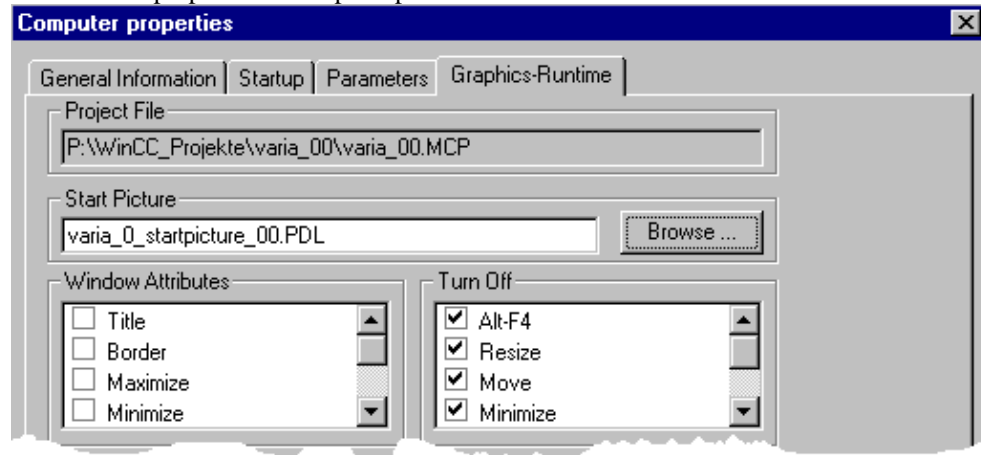 Computer properties
General Information Startup Parameters Graphics-Runtime
Project File
P:\WinCC_Projekte\varia_00\varia_00.MCP
Start Picture
varia_0_startpicture_00.PDL
Browse ...
Window Attributes
Title
Border
Maximize
Minimize
Turn Off
Alt-F4
Resize
Move
Minimize